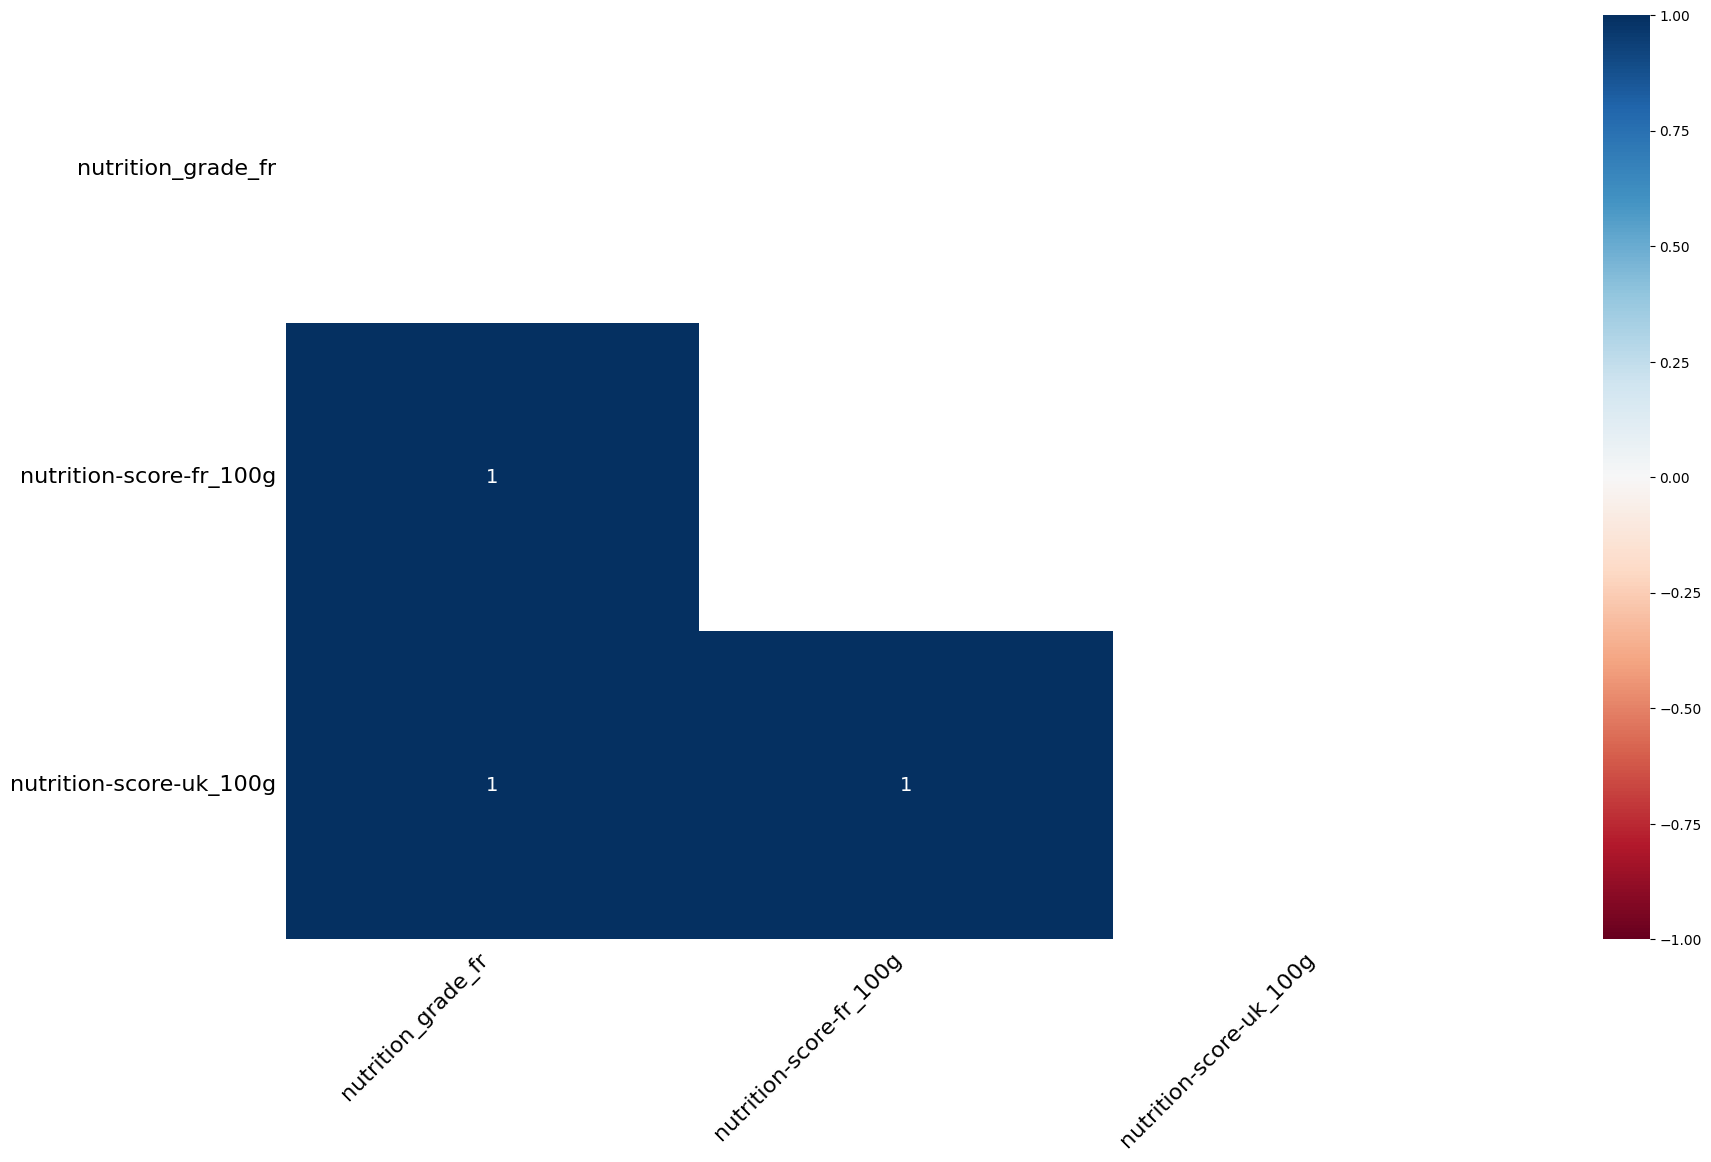 nutrition_grade_fr
nutrition-score-fr_100g
nutrition-score-uk_100g
1
1
1
nutrition_grade_fr
nutrition-score-fr_100g
nutrition-score-uk_100g
1.00
0.75
0.50
0.25
0.00
−0.25
−0.50
−0.75
−1.00